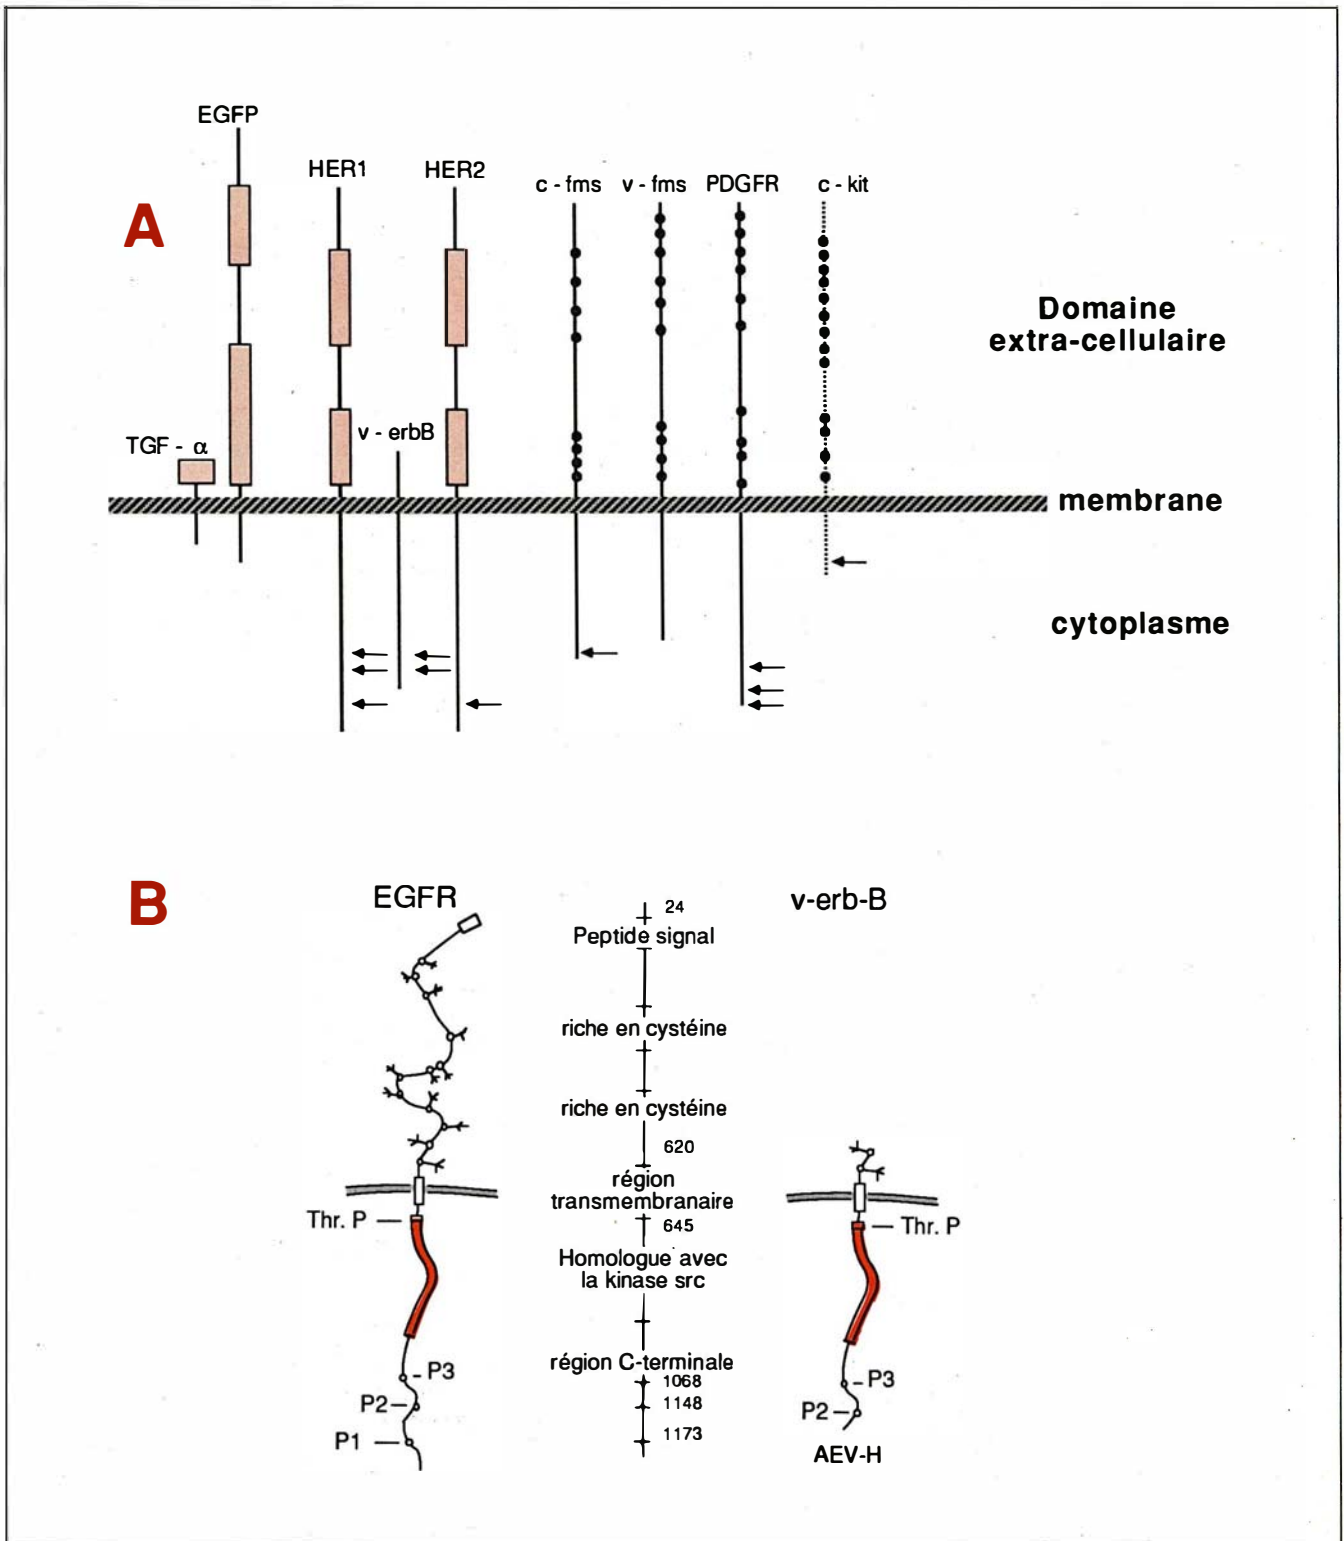 A
EGFP
HER1
HER2
c - fms
v - fms
PDGFR
c - kit
TGF - α
v - erbB
Domaine
extra-cellulaire
membrane
cytoplasme
B
EGFR
v-erb-B
24
Peptide signal
riche en cystéine
riche en cystéine
620
région
transmembranaire
645
Homologue avec
la kinase src
région C-terminale
1068
1148
1173
Thr. P
P3
P2
P1
Thr. P
P3
P2
AEV-H